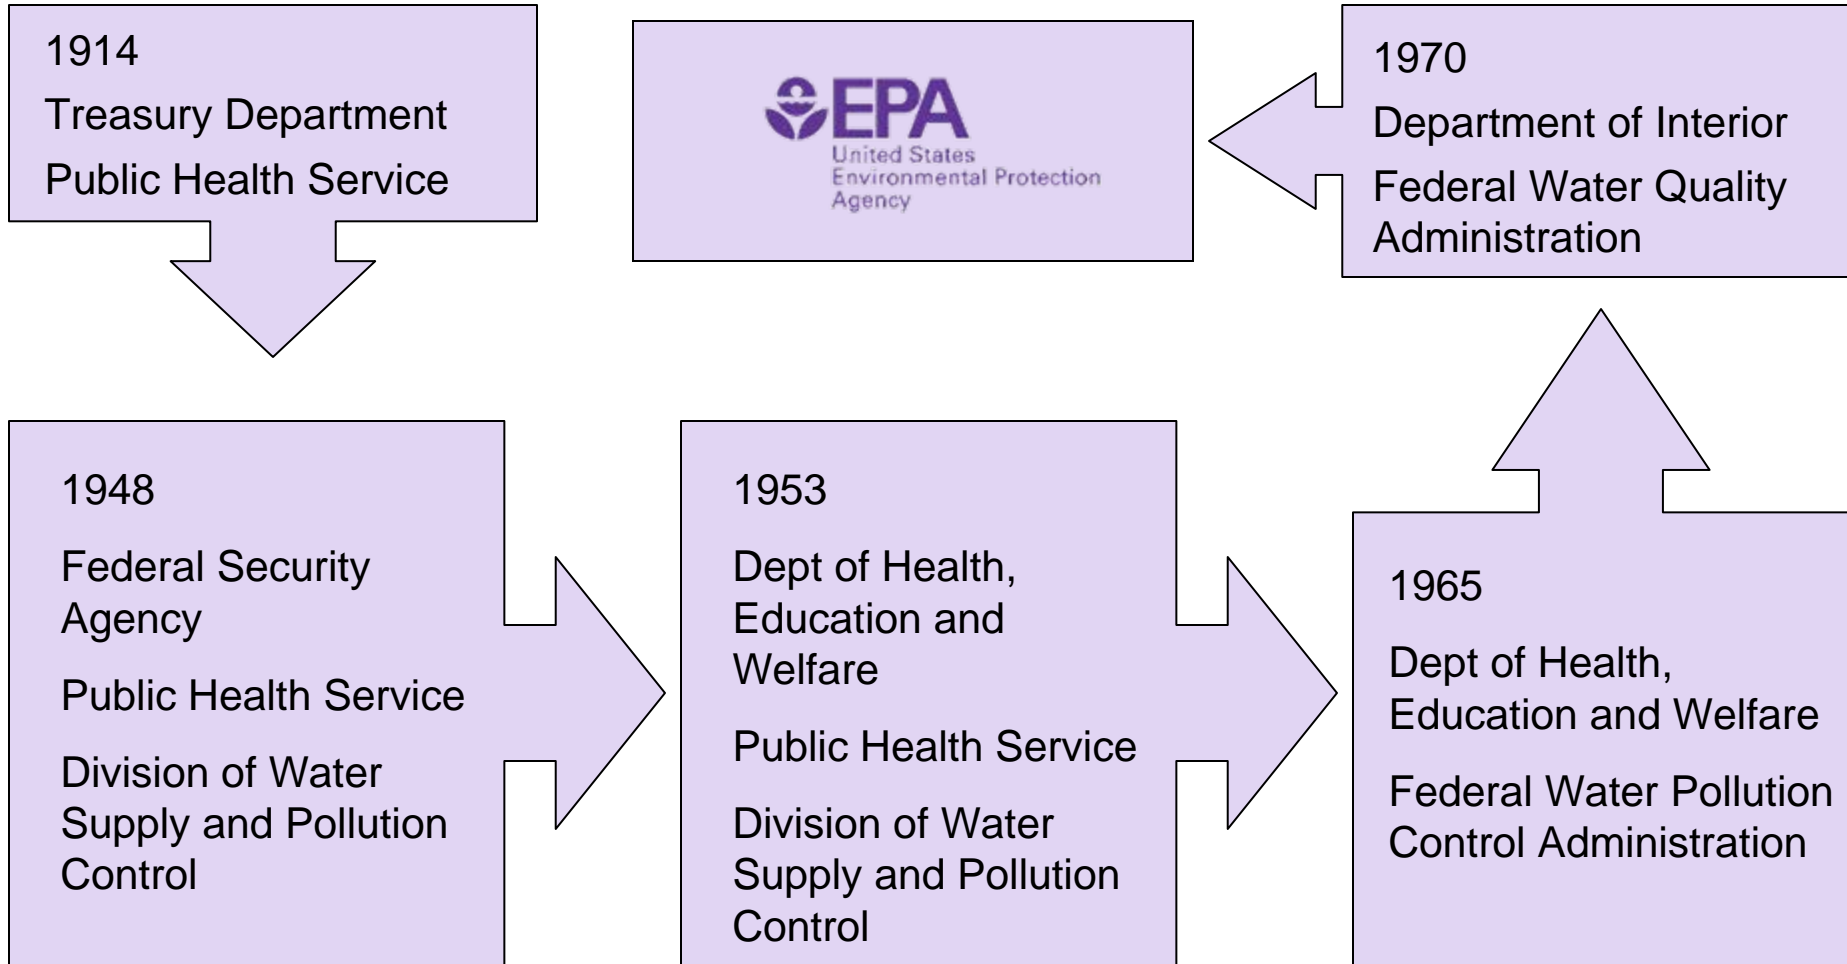 1914
Treasury Department
Public Health Service
1948
Federal Security
Agency
Public Health Service
Division of Water
Supply and Pollution
Control
1953
Dept of Health,
Education and
Welfare
Public Health Service
Division of Water
Supply and Pollution
Control
1965
Dept of Health,
Education and Welfare
Federal Water Pollution
Control Administration
1970
Department of Interior
Federal Water Quality
Administration
EPA
United States
Environmental Protection
Agency